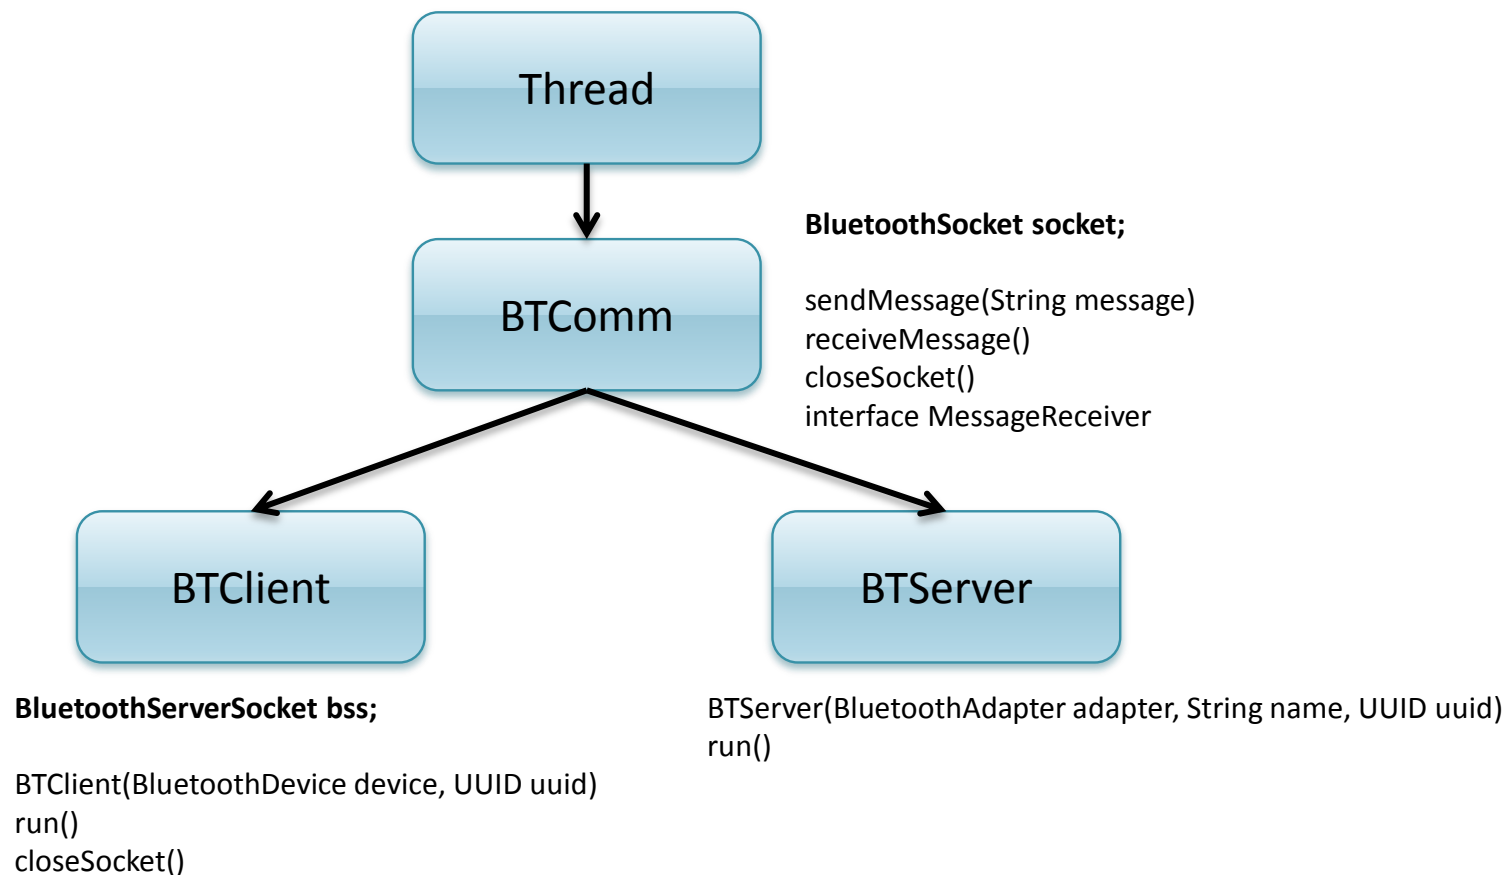 Thread
BTComm
BluetoothSocket socket;
sendMessage(String message)
receiveMessage()
closeSocket()
interface MessageReceiver
BTClient
BTServer
BluetoothServerSocket bss;
BTClient(BluetoothDevice device, UUID uuid)
run()
closeSocket()
BTServer(BluetoothAdapter adapter, String name, UUID uuid)
run()